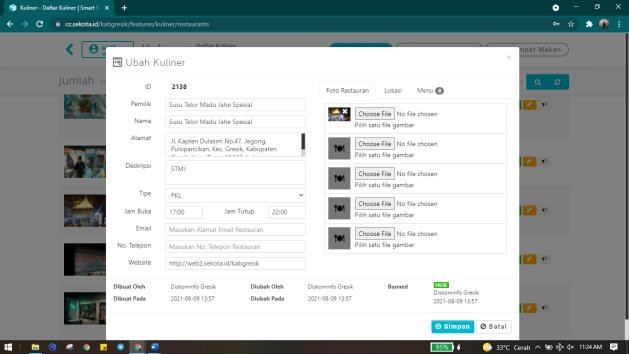 Kuliner - Daftar Kuliner | Smart C
cc.sekota.id/kabgresik/features/kuliner/restaurants
Daftar Kuliner
mpat Makan
Jumlah
Ubah Kuliner
ID 2138
Pemilik Susu Telor Madu Jahe Spesial
Nama Susu Telor Madu Jahe Spesial
Alamat Jl. Kapten Dulasim No.47, Jegong,
Pulopancikan, Kec. Gresik, Kabupaten
Deskripsi STMJ
Tipe PKL
Jam Buka 17:00 Jam Tutup 22:00
Email Masukan Alamat Email Restauran
No. Telepon Masukan No. Telepon Restauran
Website http://web2.sekota.id/kabgresik
Foto Restauran Lokasi Menu 0
Choose File No file chosen
Pilih satu file gambar
Choose File No file chosen
Pilih satu file gambar
Choose File No file chosen
Pilih satu file gambar
Choose File No file chosen
Pilih satu file gambar
Choose File No file chosen
Pilih satu file gambar
Dibuat Oleh Diskominfo Gresik Diubah Oleh Diskominfo Gresik Banned FALSE
Diskominfo Gresik
Dibuat Pada 2021-08-09 13:57 Diubah Pada 2021-08-09 13:57 2021-08-09 13:57
Simpan Batal
95% 33°C Cerah 11:24 AM